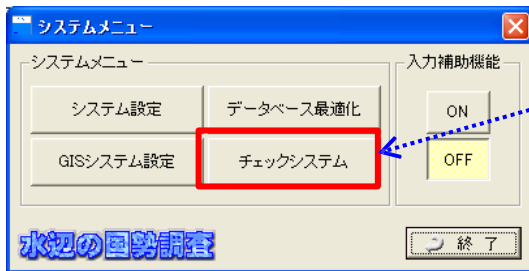 システムメニュー
システムメニュー
入力補助機能
システム設定
データベース最適化
ON
GISシステム設定
チェックシステム
OFF
水辺の国勢調査
終 了